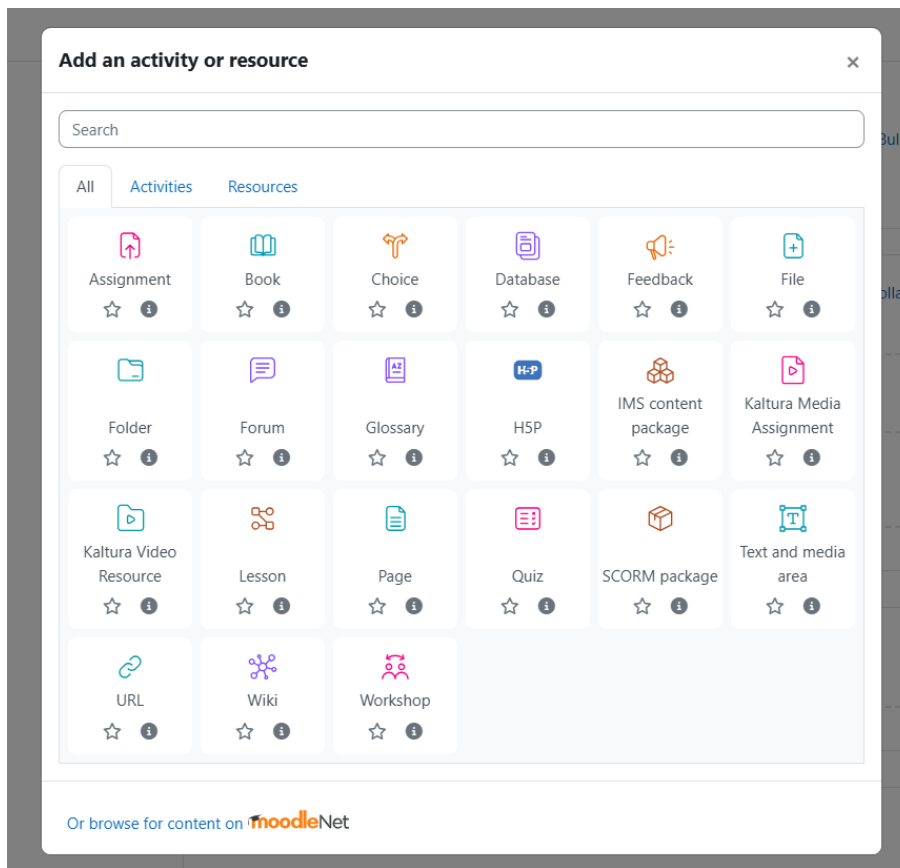 Add an activity or resource ×
Search
Bul
All Activities Resources
Assignment Book Choice Database Feedback File
olla
H-P
IMS content Kaltura Media
Folder Forum Glossary H5P package Assignment
Kaltura Video Text and media
Resource Lesson Page Quiz SCORM package area
URL Wiki Workshop
Or browse for content on moodleNet